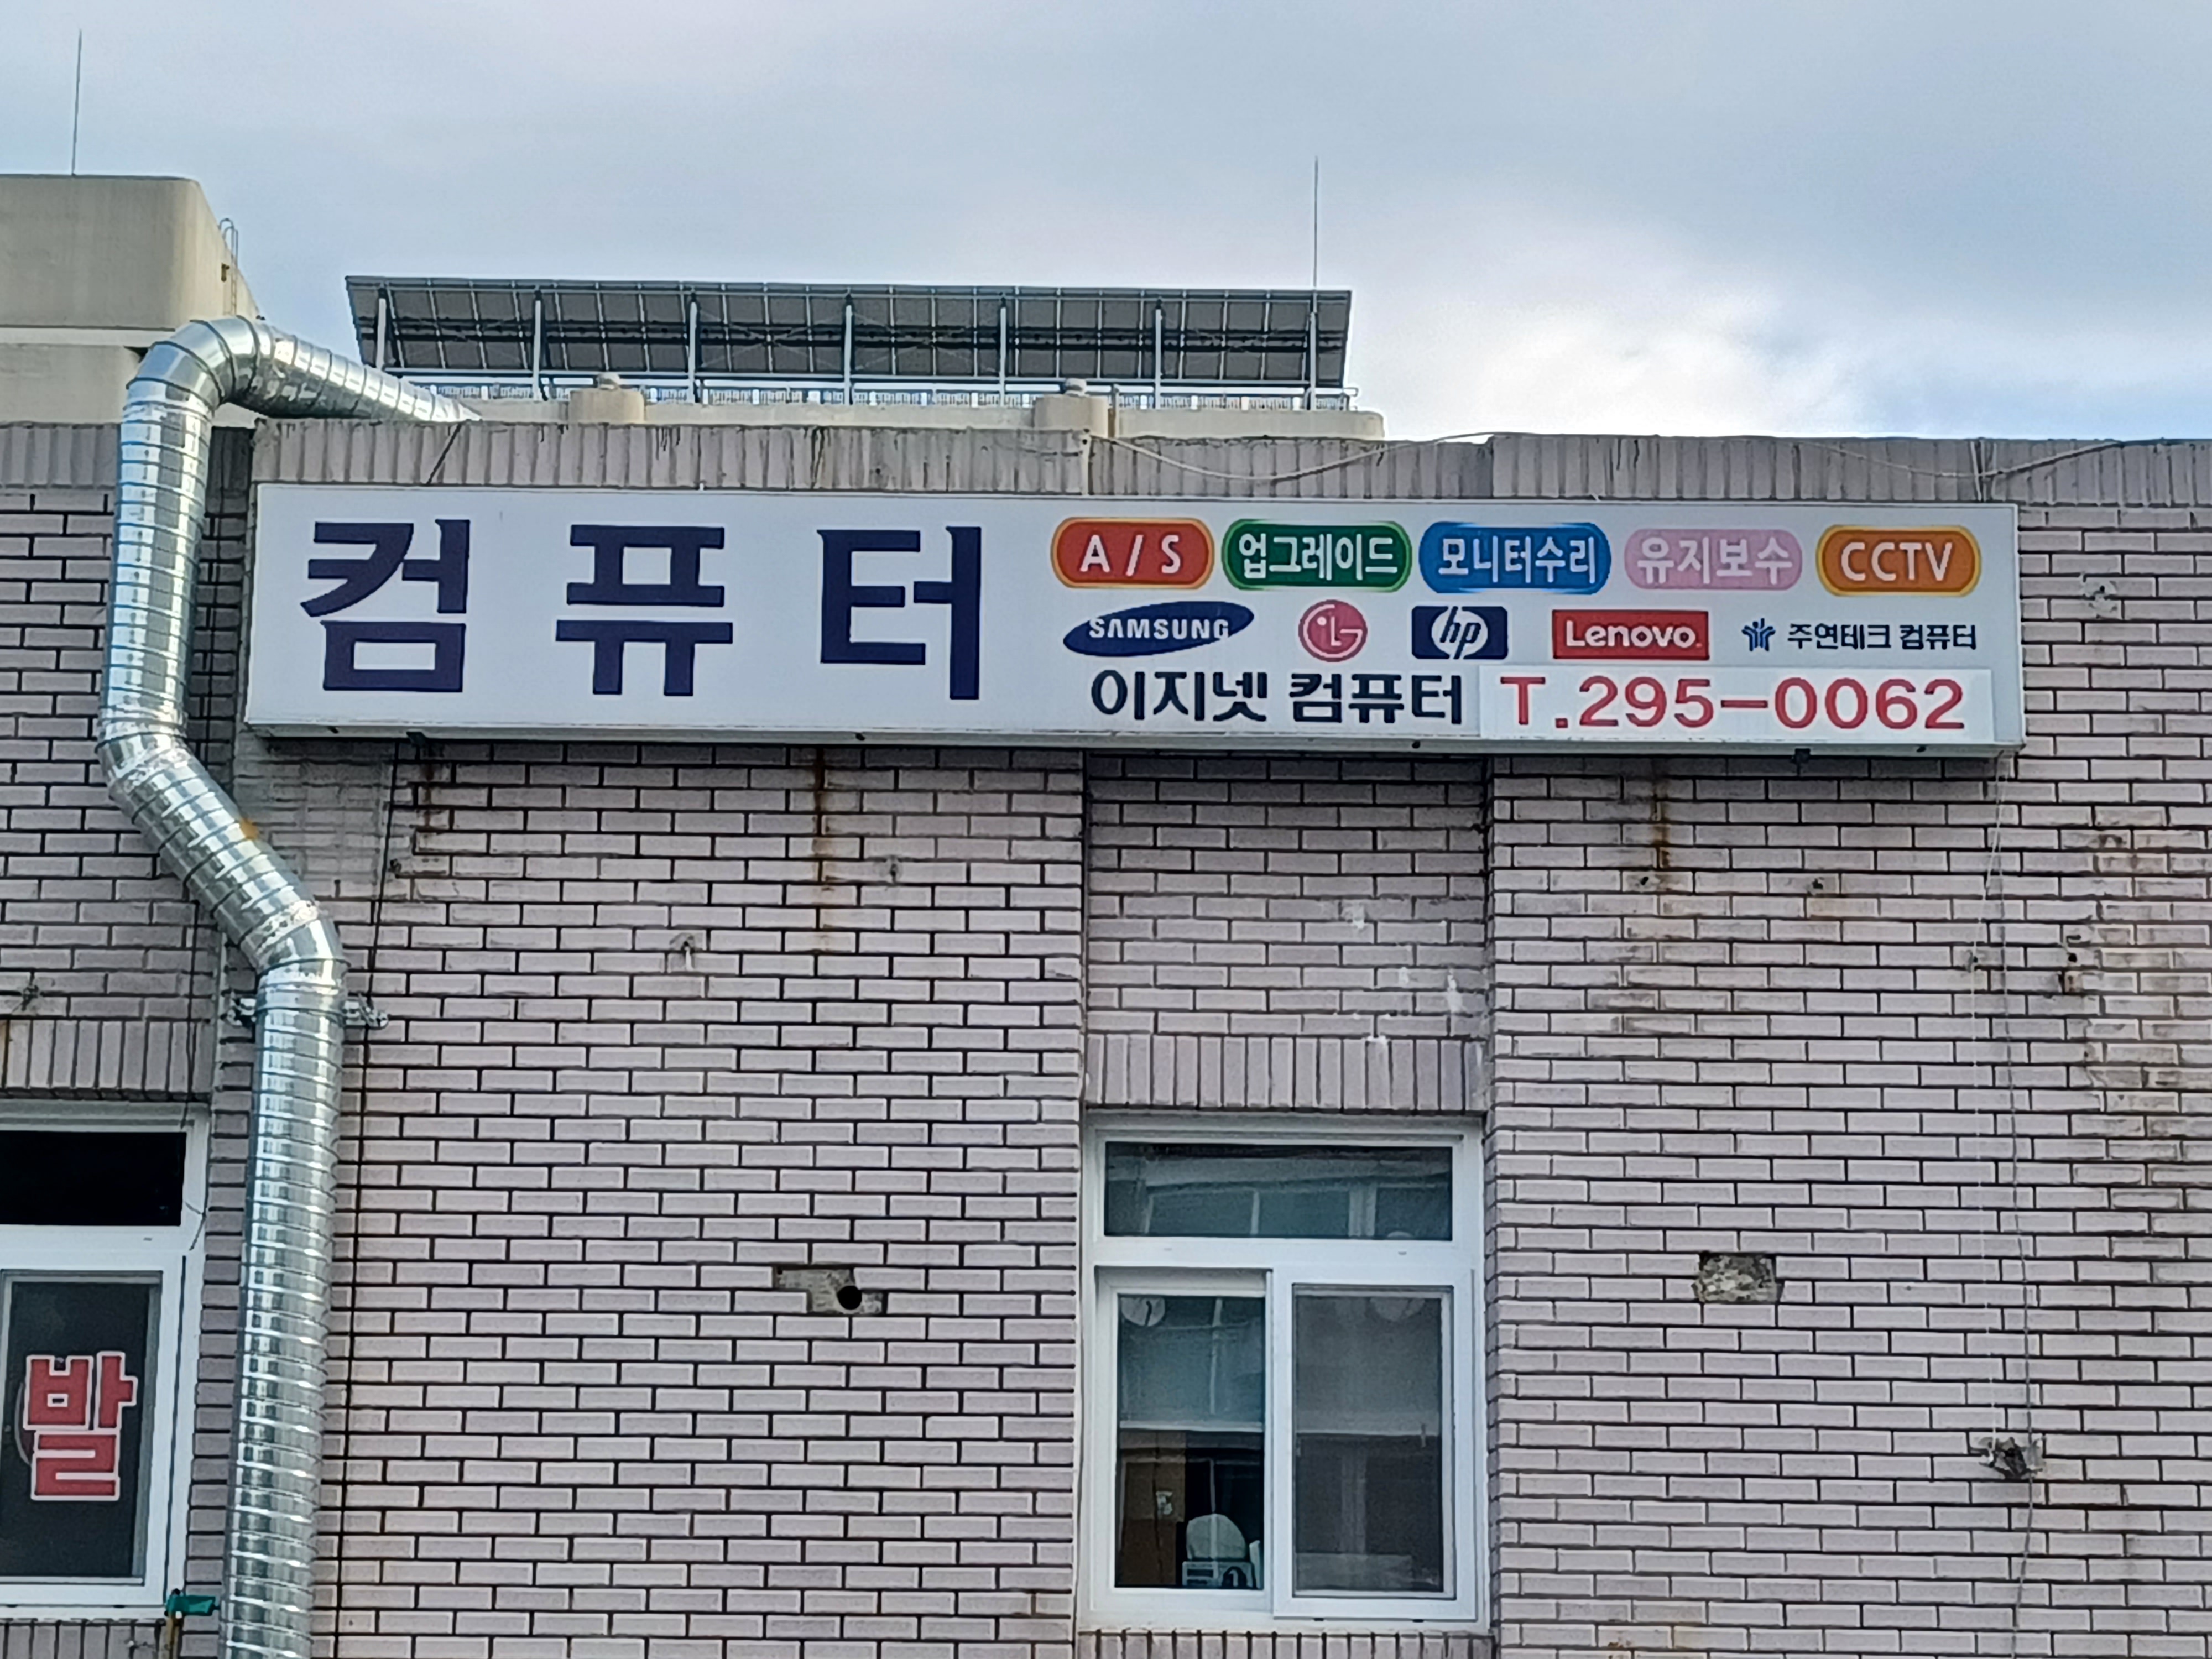 컴퓨터
A/S 업그레이드 모니터수리 유지보수 CCTV
SAMSUNG LG hp Lenovo 주연테크 컴퓨터
이지넷 컴퓨터 T.295-0062
발